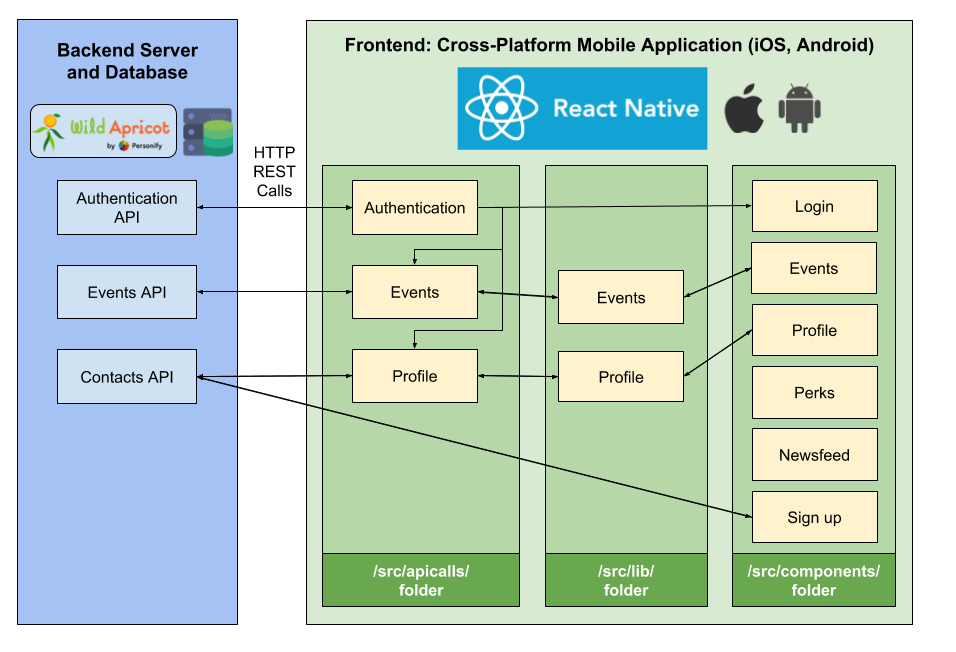 Backend Server
and Database
Wild Apricot
by Personify
Authentication
API
Events API
Contacts API
HTTP
REST
Calls
Frontend: Cross-Platform Mobile Application (iOS, Android)
React Native
Authentication
Events
Profile
/src/apicalls/
folder
Events
Profile
/src/lib/
folder
Login
Events
Profile
Perks
Newsfeed
Sign up
/src/components/
folder